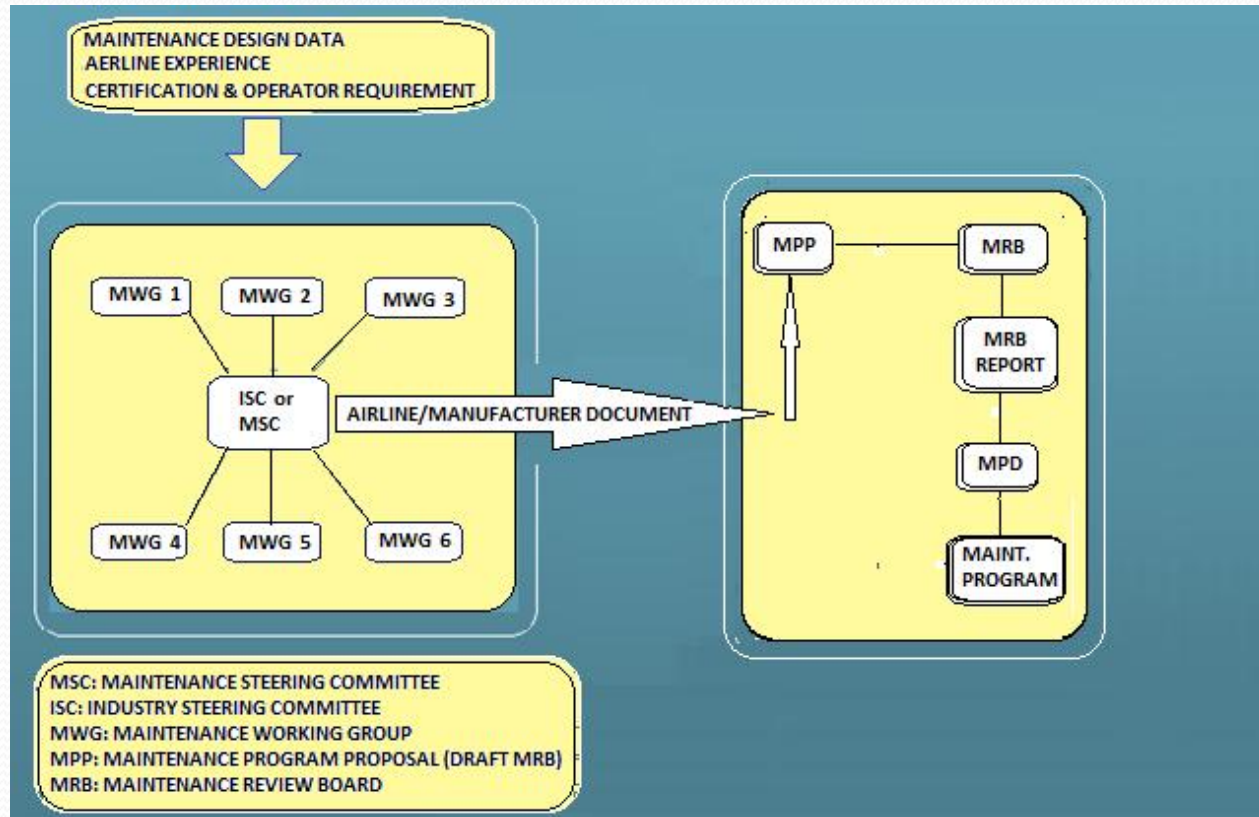 MAINTENANCE DESIGN DATA
AERLINE EXPERIENCE
CERTIFICATION & OPERATOR REQUIREMENT
MWG 1
MWG 2
MWG 3
ISC or
MSC
MWG 4
MWG 5
MWG 6
AIRLINE/MANUFACTURER DOCUMENT
MPP
MRB
MRB
REPORT
MPD
MAINT.
PROGRAM
MSC: MAINTENANCE STEERING COMMITTEE
ISC: INDUSTRY STEERING COMMITTEE
MWG: MAINTENANCE WORKING GROUP
MPP: MAINTENANCE PROGRAM PROPOSAL (DRAFT MRB)
MRB: MAINTENANCE REVIEW BOARD